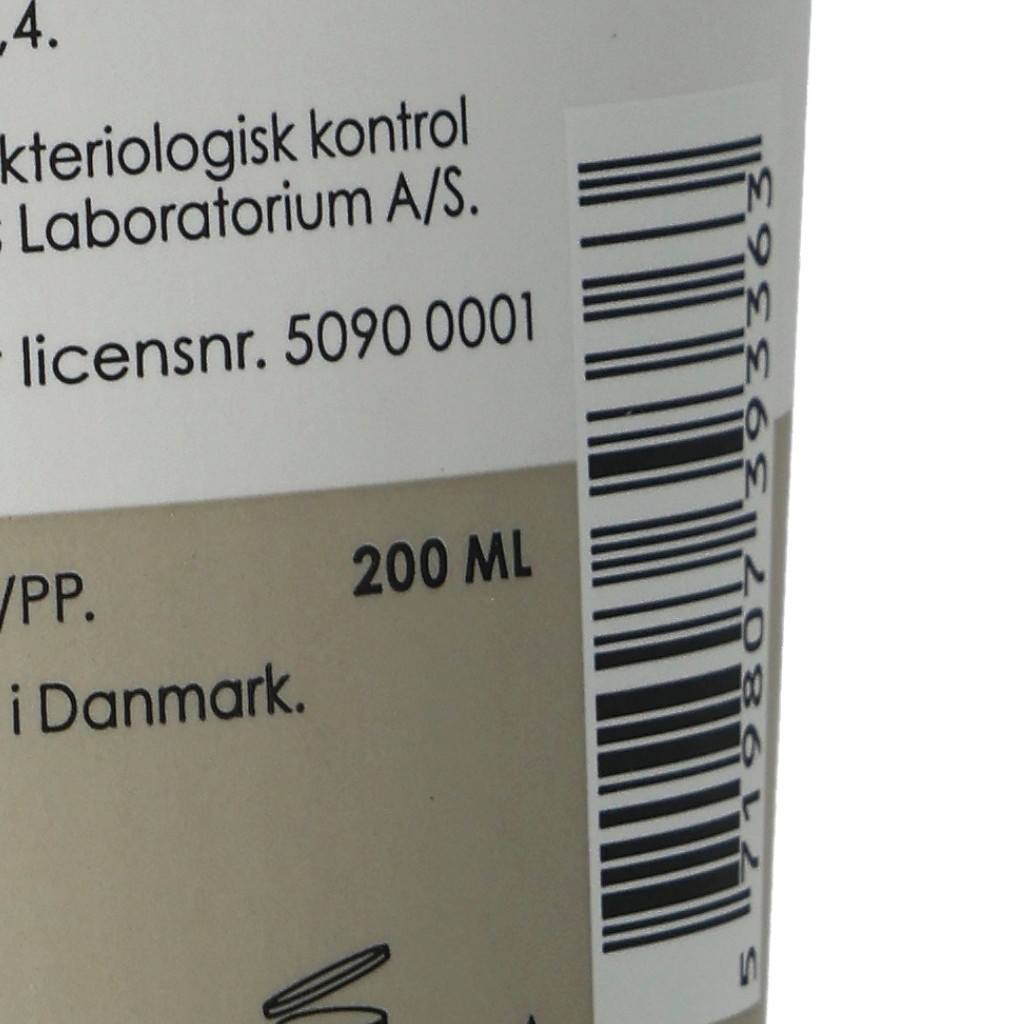 ,4.
kteriologisk kontrol
Laboratorium A/S.
licensnr. 5090 0001
200 ML
/PP.
i Danmark.
5 719807 393363